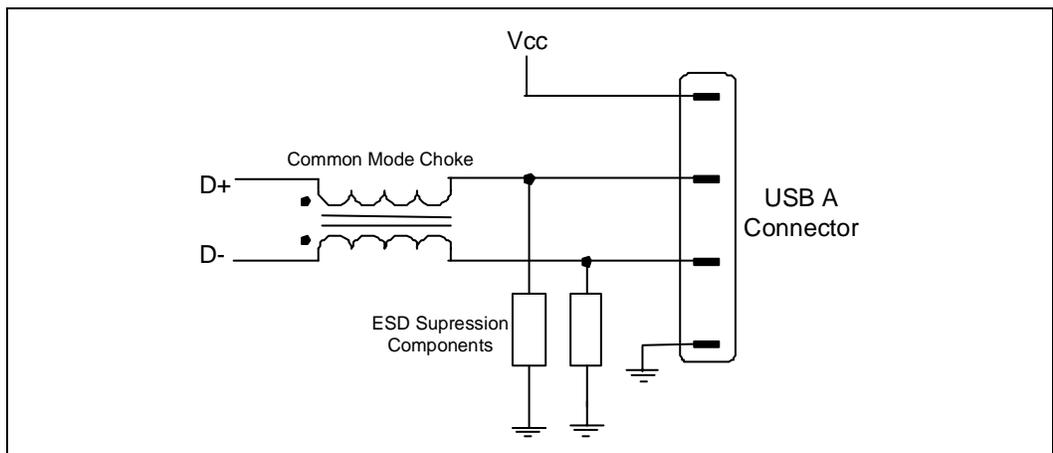 Vcc
Common Mode Choke
D+
USB A
Connector
D-
ESD Supression
Components